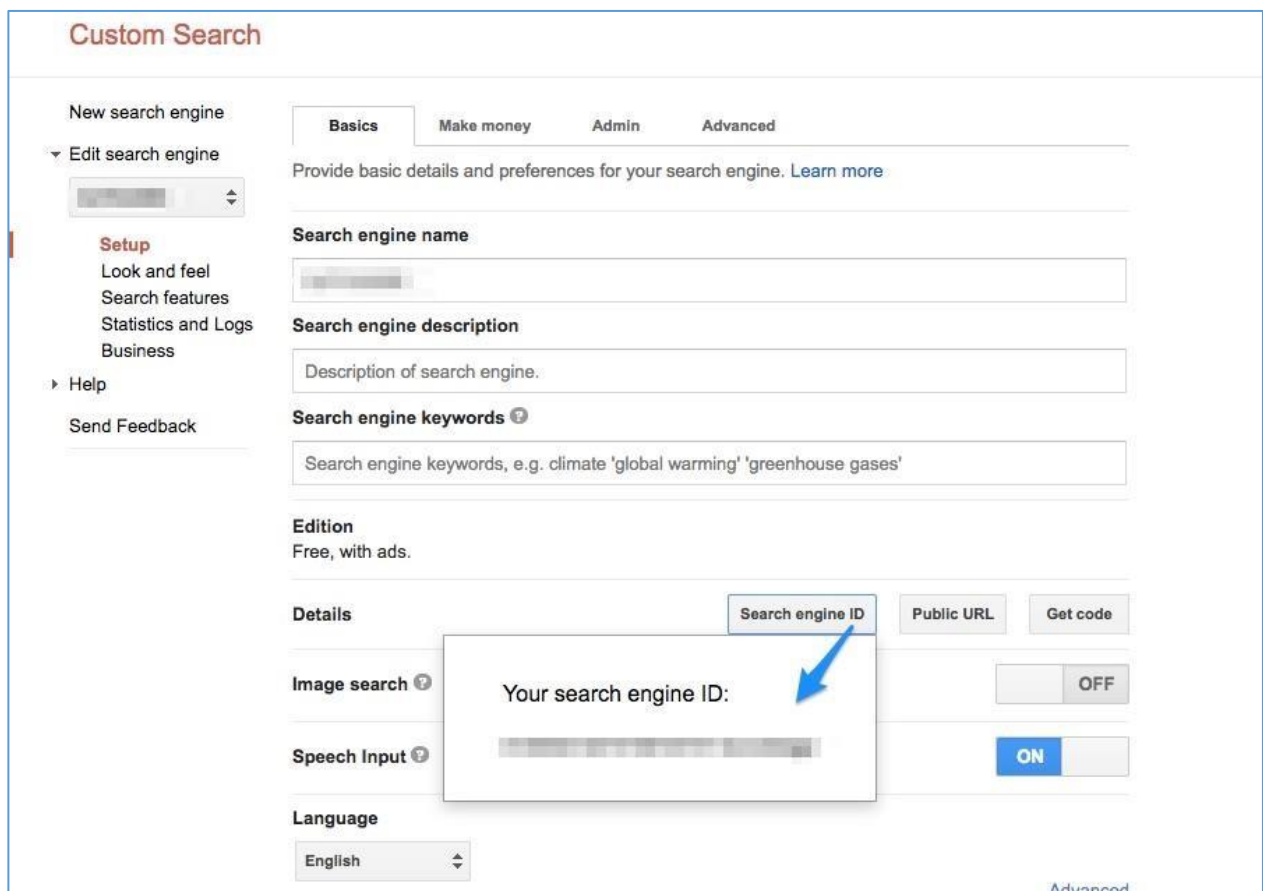 Custom Search
New search engine
Edit search engine
Setup
Look and feel
Search features
Statistics and Logs
Business
Help
Send Feedback
Basics Make money Admin Advanced
Provide basic details and preferences for your search engine. Learn more
Search engine name
Search engine description
Description of search engine.
Search engine keywords
Search engine keywords, e.g. climate 'global warming' 'greenhouse gases'
Edition
Free, with ads.
Details Search engine ID Public URL Get code
Your search engine ID:
Image search OFF
Speech Input ON
Language
English
Advanced